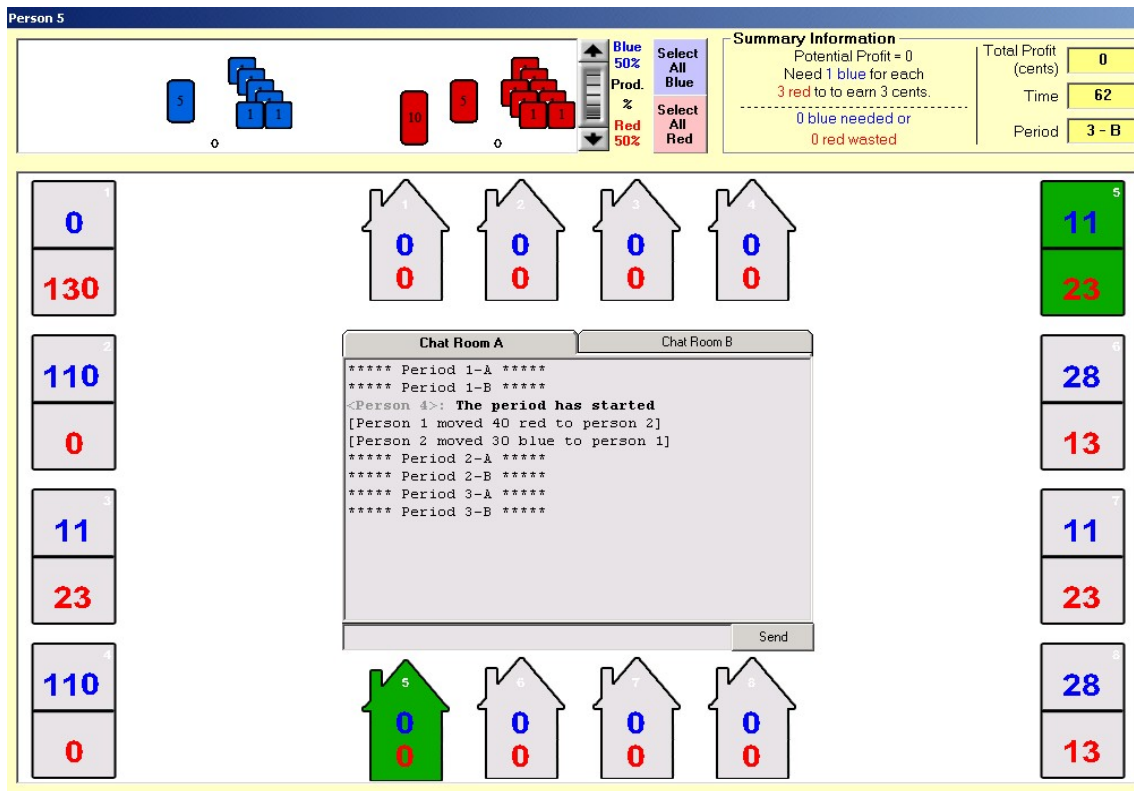 Person 5
5
1 1
0
10
5
1 1
0
Blue
50%
Prod.
%
Red
50%
Select
All
Blue
Select
All
Red
Summary Information
Potential Profit = 0
Need 1 blue for each
3 red to to earn 3 cents.
0 blue needed or
0 red wasted
Total Profit
(cents)
0
Time
62
Period
3 - B
1
0
130
2
110
0
3
11
23
4
110
0
1
0
0
2
0
0
3
0
0
4
0
0
5
11
23
6
28
13
7
11
23
8
28
13
Chat Room A
Chat Room B
***** Period 1-A *****
***** Period 1-B *****
<Person 4>: The period has started
[Person 1 moved 40 red to person 2]
[Person 2 moved 30 blue to person 1]
***** Period 2-A *****
***** Period 2-B *****
***** Period 3-A *****
***** Period 3-B *****
Send
5
0
0
6
0
0
7
0
0
8
0
0